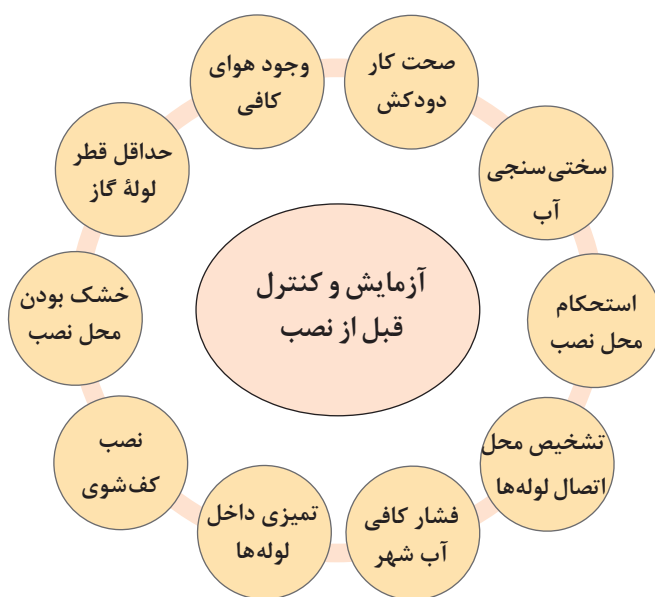 آزمایش و کنترل
قبل از نصب
صحت کار
دودکش
سختی‌سنجی
آب
استحکام
محل نصب
تشخیص محل
اتصال لوله‌ها
فشار کافی
آب شهر
تمیزی داخل
لوله‌ها
نصب
کف‌شوی
خشک بودن
محل نصب
حداقل قطر
لولهٔ گاز
وجود هوای
کافی